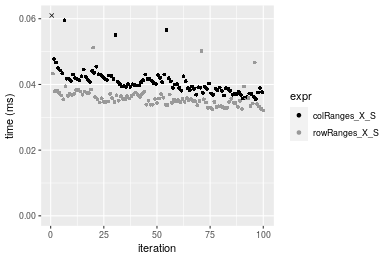 0.06
0.04
0.02
0.00
time (ms)
0
25
50
75
100
iteration
expr
colRanges_X_S
rowRanges_X_S